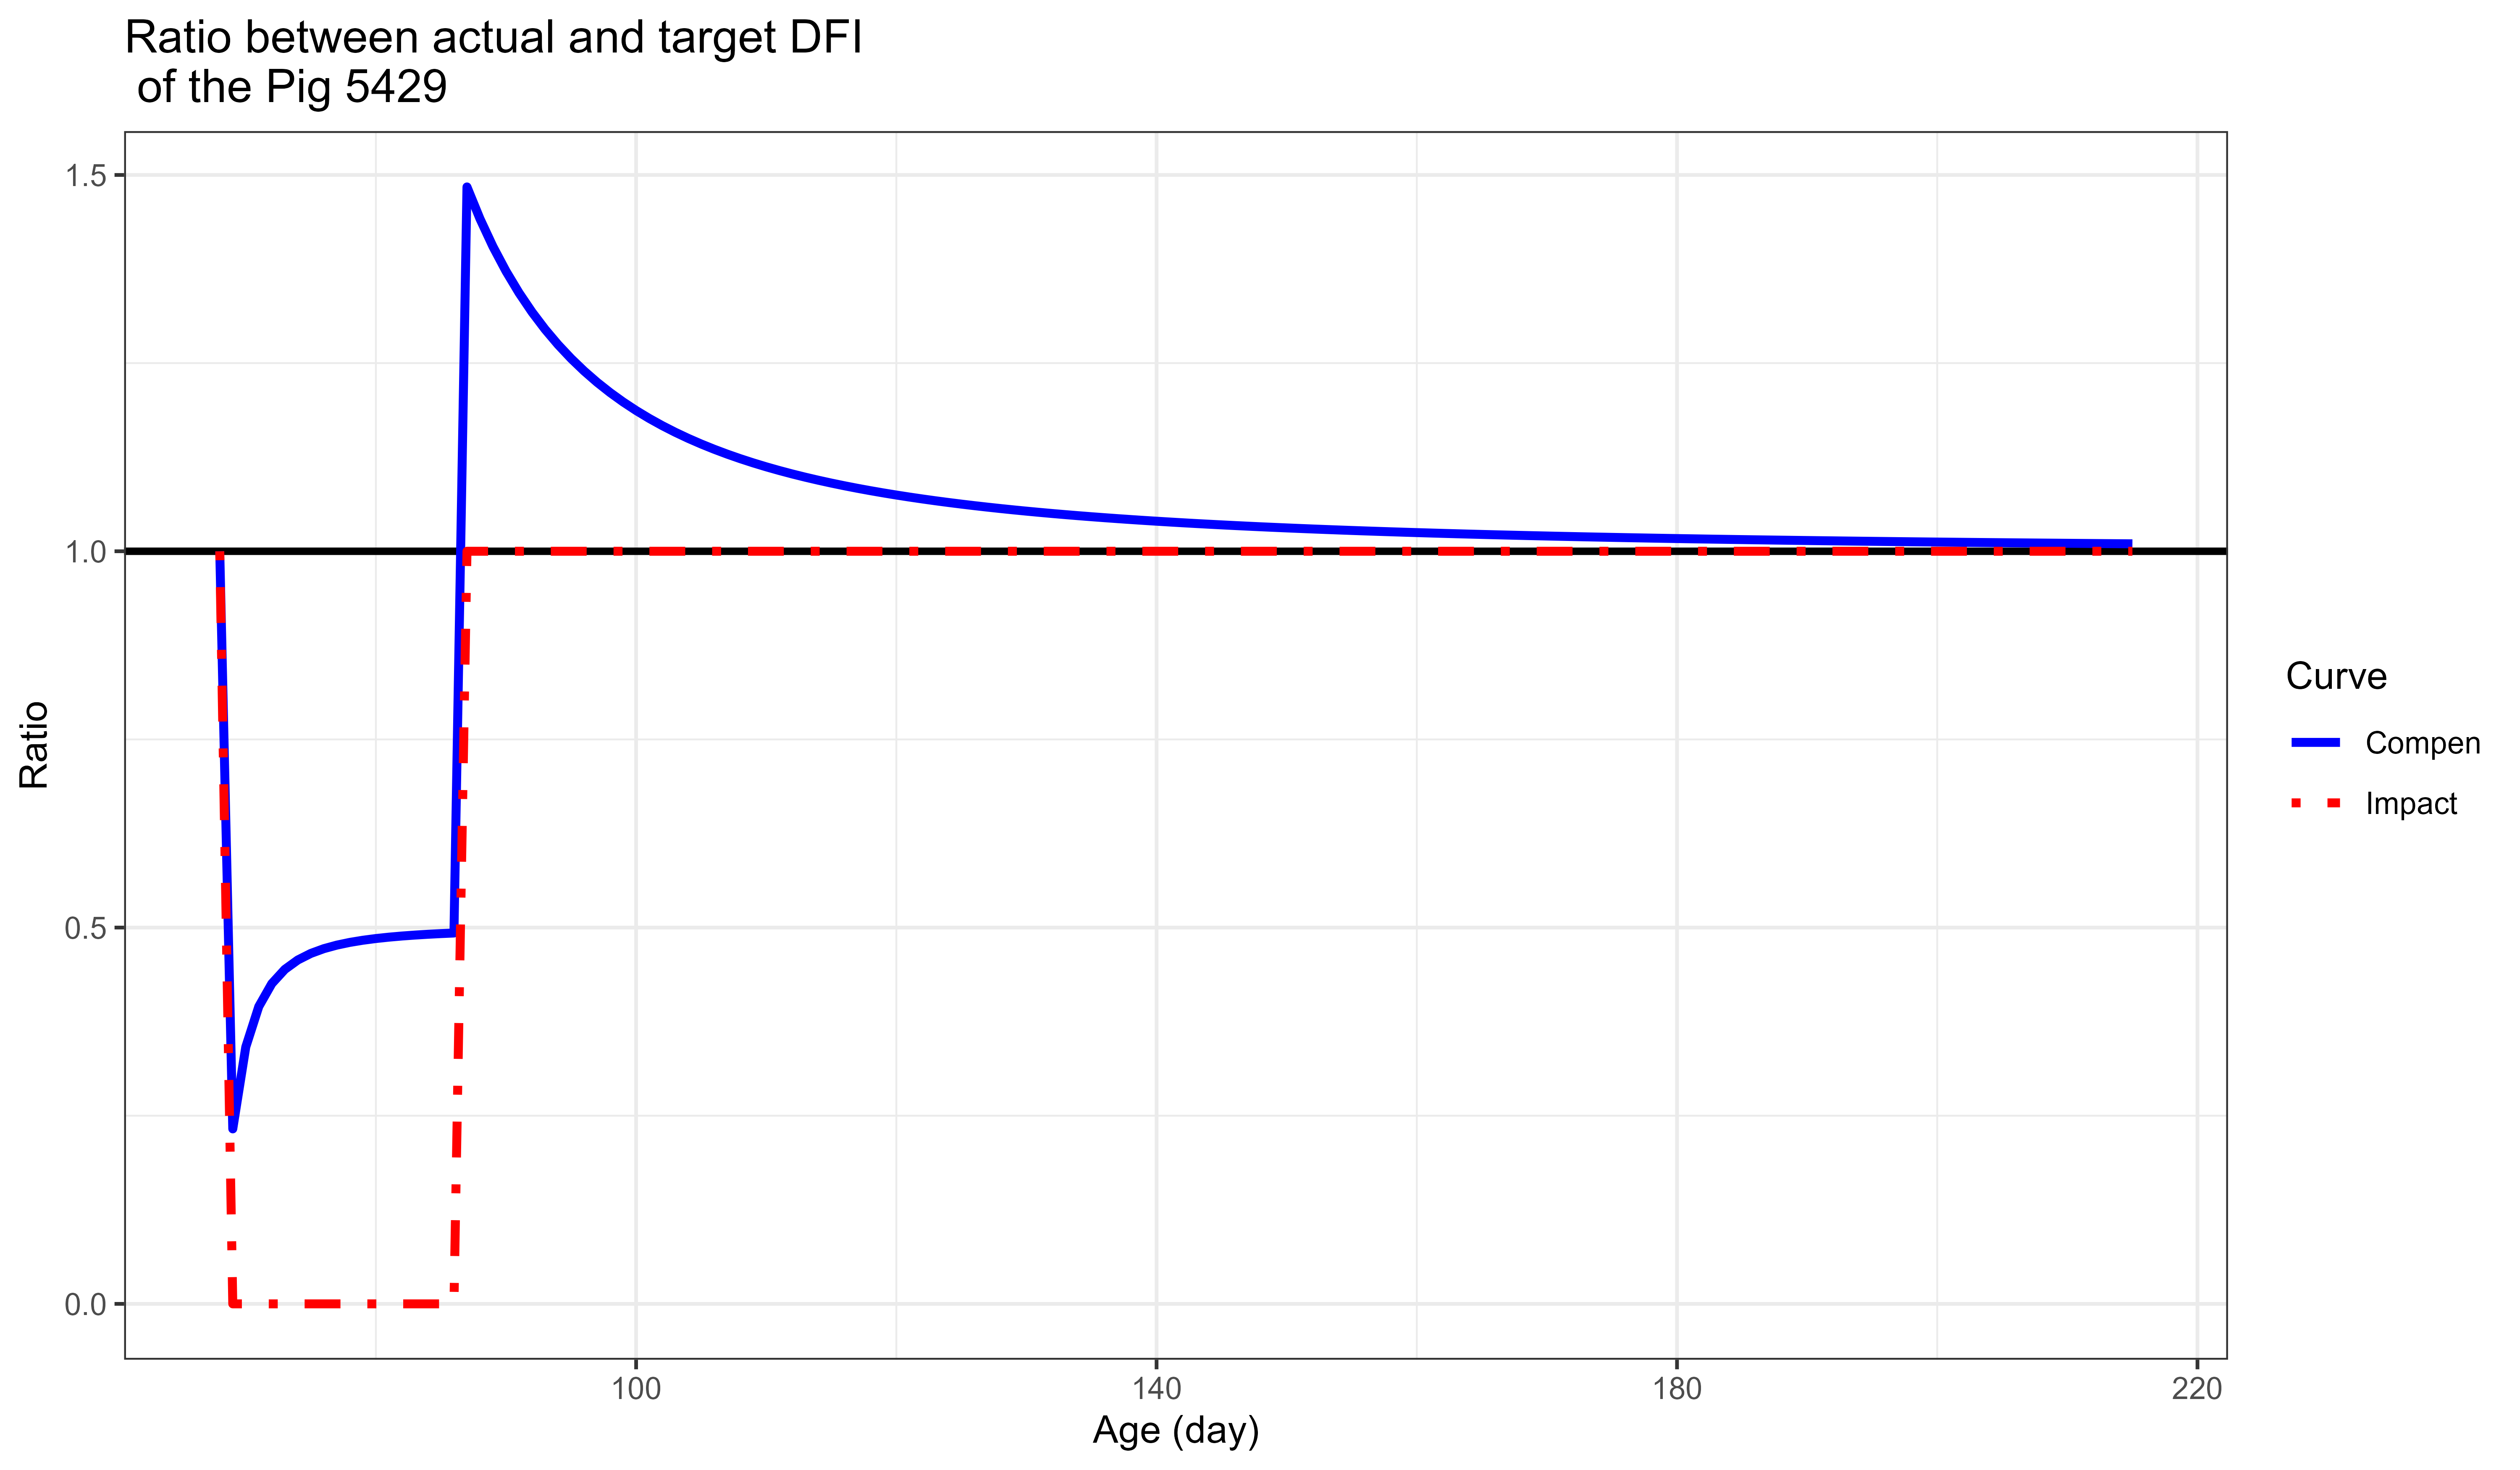 Ratio between actual and target DFI
of the Pig 5429
1.5
1.0
0.5
0.0
Ratio
100 140 180 220
Age (day)
Curve
Compen
Impact